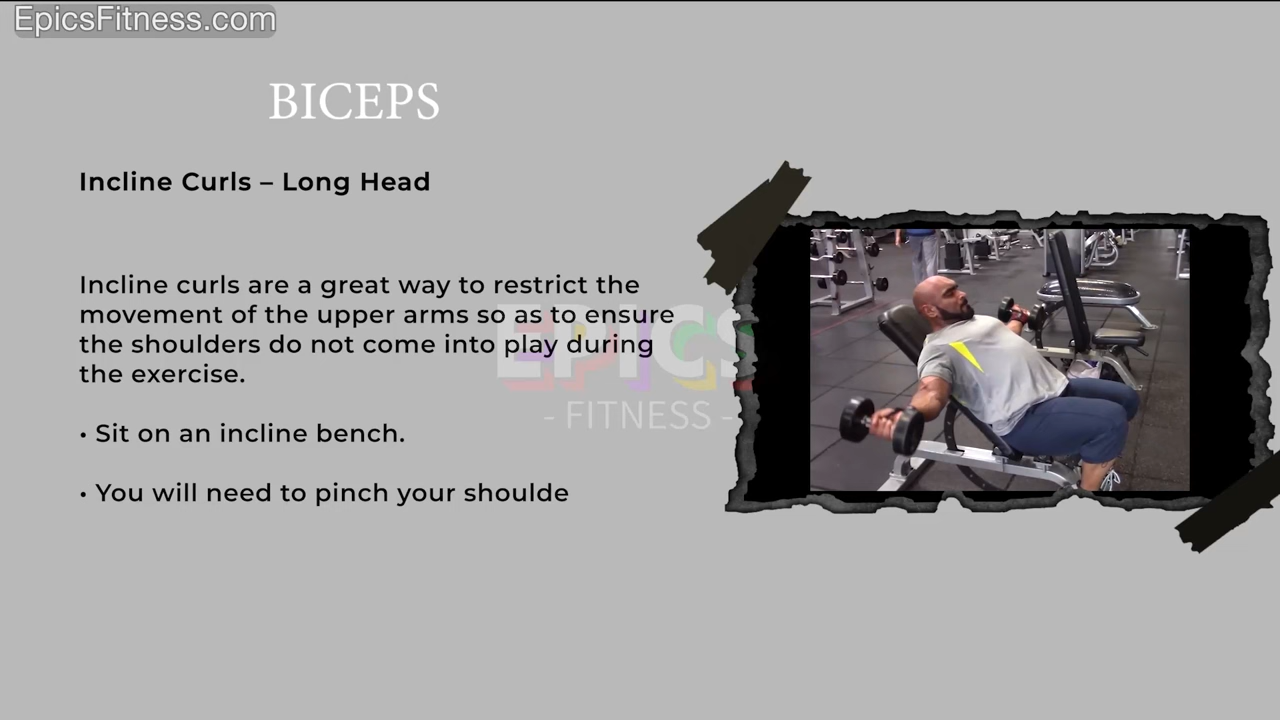 EpicsFitness.com
BICEPS
Incline Curls – Long Head
Incline curls are a great way to restrict the
movement of the upper arms so as to ensure
the shoulders do not come into play during
the exercise.
• Sit on an incline bench.
• You will need to pinch your shoulde
EPICS
- FITNESS -